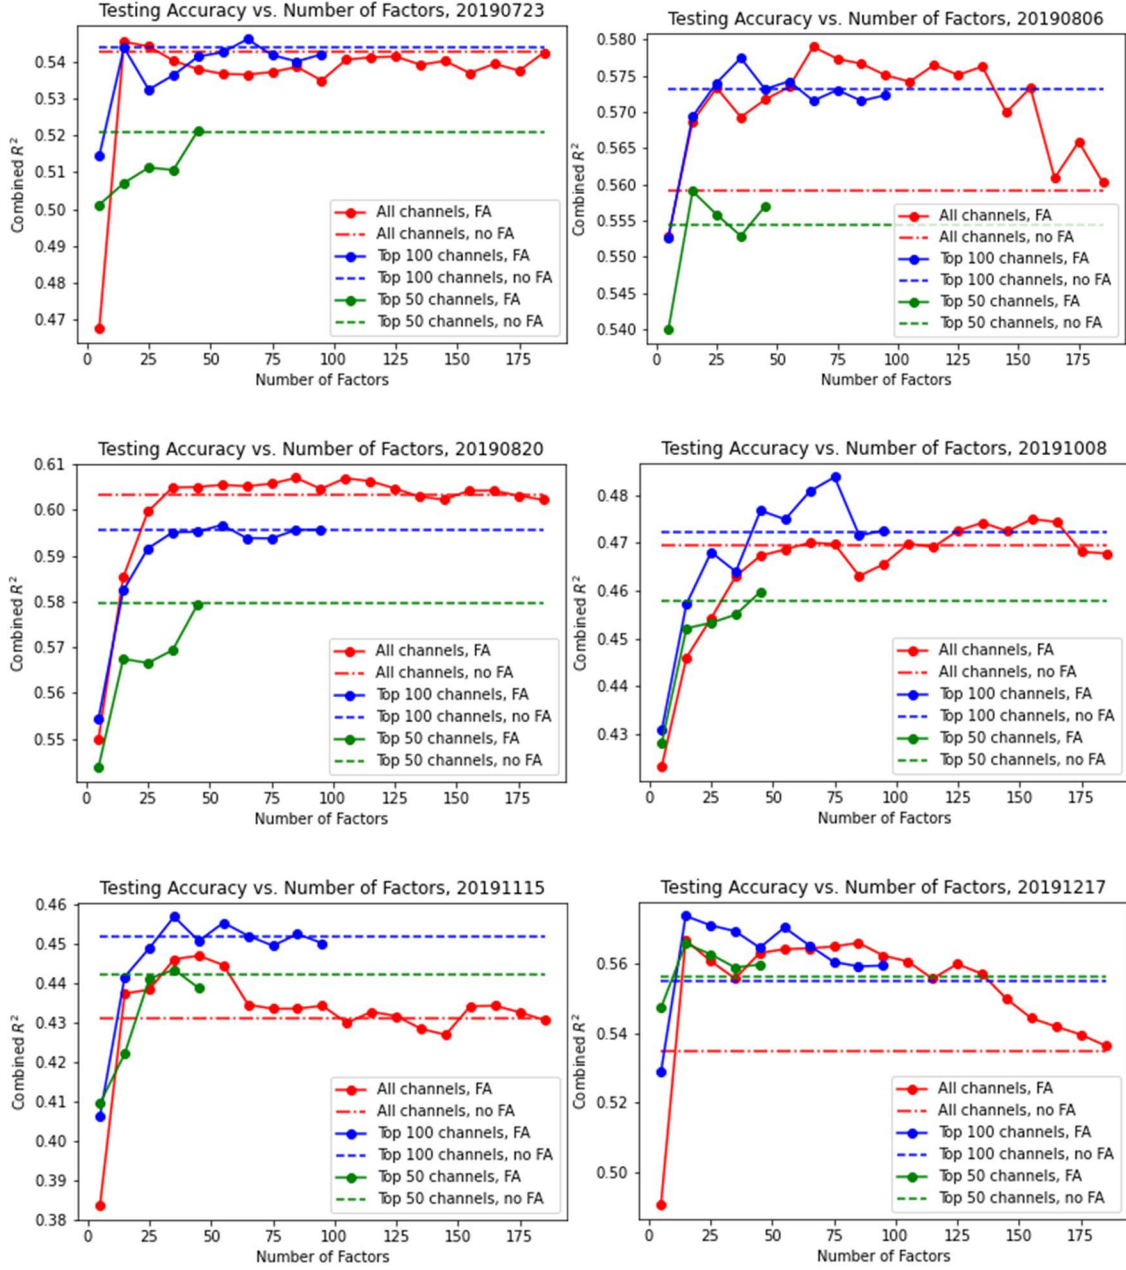 Testing Accuracy vs. Number of Factors, 20190723
Combined R²
0.54
0.53
0.52
0.51
0.50
0.49
0.48
0.47
All channels, FA
All channels, no FA
Top 100 channels, FA
Top 100 channels, no FA
Top 50 channels, FA
Top 50 channels, no FA
0 25 50 75 100 125 150 175
Number of Factors
Testing Accuracy vs. Number of Factors, 20190806
Combined R²
0.580
0.575
0.570
0.565
0.560
0.555
0.550
0.545
0.540
All channels, FA
All channels, no FA
Top 100 channels, FA
Top 100 channels, no FA
Top 50 channels, FA
Top 50 channels, no FA
0 25 50 75 100 125 150 175
Number of Factors
Testing Accuracy vs. Number of Factors, 20190820
Combined R²
0.61
0.60
0.59
0.58
0.57
0.56
0.55
All channels, FA
All channels, no FA
Top 100 channels, FA
Top 100 channels, no FA
Top 50 channels, FA
Top 50 channels, no FA
0 25 50 75 100 125 150 175
Number of Factors
Testing Accuracy vs. Number of Factors, 20191008
Combined R²
0.48
0.47
0.46
0.45
0.44
0.43
All channels, FA
All channels, no FA
Top 100 channels, FA
Top 100 channels, no FA
Top 50 channels, FA
Top 50 channels, no FA
0 25 50 75 100 125 150 175
Number of Factors
Testing Accuracy vs. Number of Factors, 20191115
Combined R²
0.46
0.45
0.44
0.43
0.42
0.41
0.40
0.39
0.38
All channels, FA
All channels, no FA
Top 100 channels, FA
Top 100 channels, no FA
Top 50 channels, FA
Top 50 channels, no FA
0 25 50 75 100 125 150 175
Number of Factors
Testing Accuracy vs. Number of Factors, 20191217
Combined R²
0.56
0.54
0.52
0.50
All channels, FA
All channels, no FA
Top 100 channels, FA
Top 100 channels, no FA
Top 50 channels, FA
Top 50 channels, no FA
0 25 50 75 100 125 150 175
Number of Factors